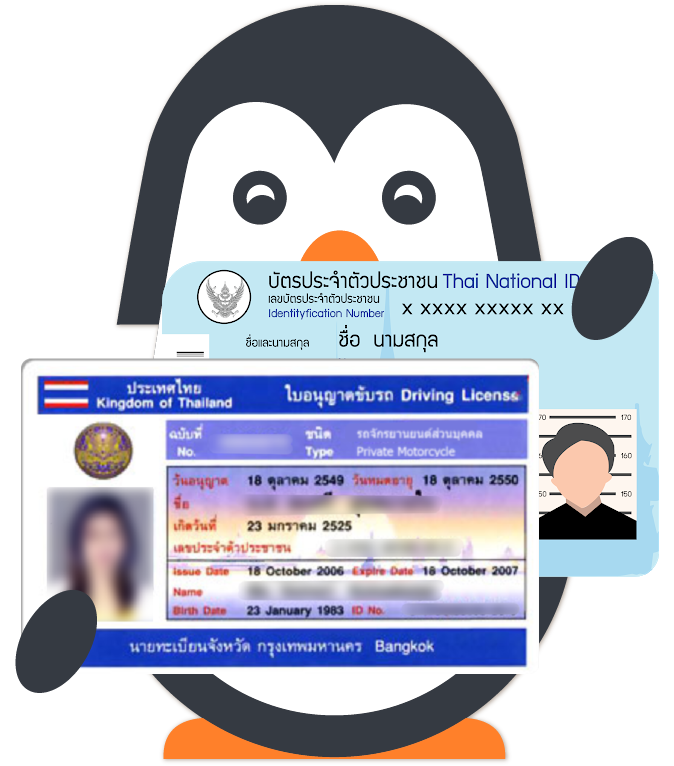 บัตรประจำตัวประชาชน Thai National ID
เลขบัตรประจำตัวประชาชน
Identityfication Number
x xxxx xxxxx xx
ชื่อและนามสกุล ชื่อ นามสกุล
ประเทศไทย
Kingdom of Thailand
ใบอนุญาตขับรถ Driving License
ฉบับที่ ชนิด รถจักรยานยนต์ส่วนบุคคล
No. Type Private Motorcycle
วันอนุญาต 18 ตุลาคม 2549 วันหมดอายุ 18 ตุลาคม 2550
ชื่อ
เกิดวันที่ 23 มกราคม 2525
เลขประจำตัวประชาชน
Issue Date 18 October 2006 Expire Date 18 October 2007
Name
Birth Date 23 January 1983 ID No.
นายทะเบียนจังหวัด กรุงเทพมหานคร Bangkok
70 170
160
50 150